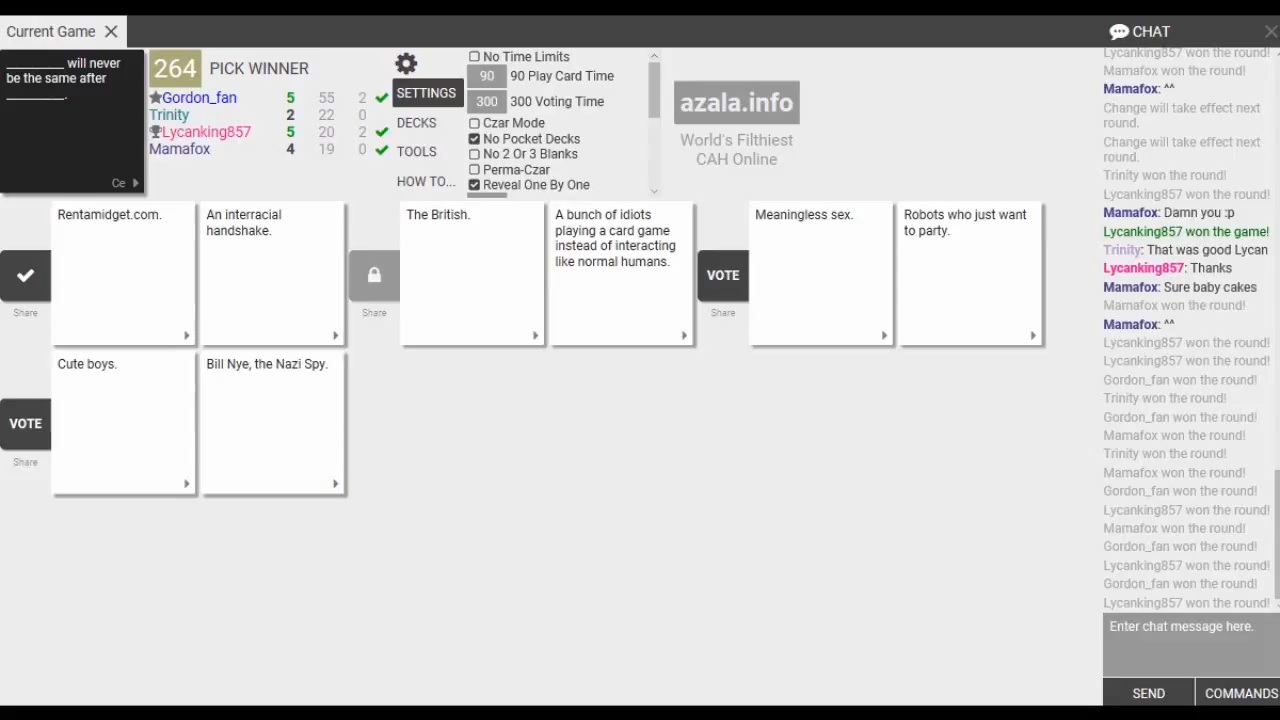 Current Game
CHAT
_________ will never
be the same after
_________.
Ce
264 PICK WINNER
Gordon_fan 5 55 2
Trinity 2 22 0
Lycanking857 5 20 2
Mamafox 4 19 0
SETTINGS
DECKS
TOOLS
HOW TO...
No Time Limits
90 90 Play Card Time
300 300 Voting Time
Czar Mode
No Pocket Decks
No 2 Or 3 Blanks
Perma-Czar
Reveal One By One
azala.info
World's Filthiest
CAH Online
Share
Rentamidget.com.
An interracial
handshake.
Share
The British.
A bunch of idiots
playing a card game
instead of interacting
like normal humans.
VOTE
Share
Meaningless sex.
Robots who just want
to party.
VOTE
Share
Cute boys.
Bill Nye, the Nazi Spy.
Lycanking857 won the round!
Mamafox won the round!
Mamafox: ^^
Change will take effect next
round.
Change will take effect next
round.
Trinity won the round!
Lycanking857 won the round!
Mamafox: Damn you :p
Lycanking857 won the game!
Trinity: That was good Lycan
Lycanking857: Thanks
Mamafox: Sure baby cakes
Mamafox won the round!
Mamafox: ^^
Lycanking857 won the round!
Lycanking857 won the round!
Gordon_fan won the round!
Trinity won the round!
Gordon_fan won the round!
Mamafox won the round!
Trinity won the round!
Mamafox won the round!
Gordon_fan won the round!
Lycanking857 won the round!
Mamafox won the round!
Gordon_fan won the round!
Lycanking857 won the round!
Gordon_fan won the round!
Lycanking857 won the round!
Enter chat message here.
SEND
COMMANDS